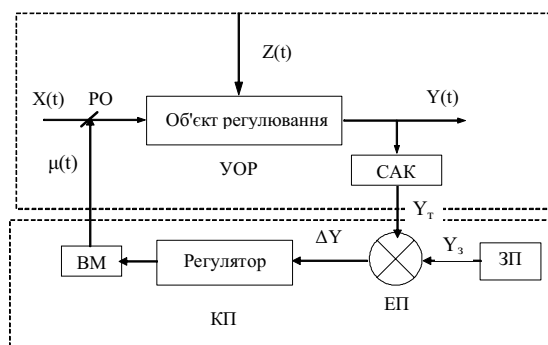 Z(t)
X(t) РО Y(t)
Об'єкт регулювання
μ(t) УОР
САК
Yт
ΔY Yз
ВМ Регулятор ЗП
КП ЕП